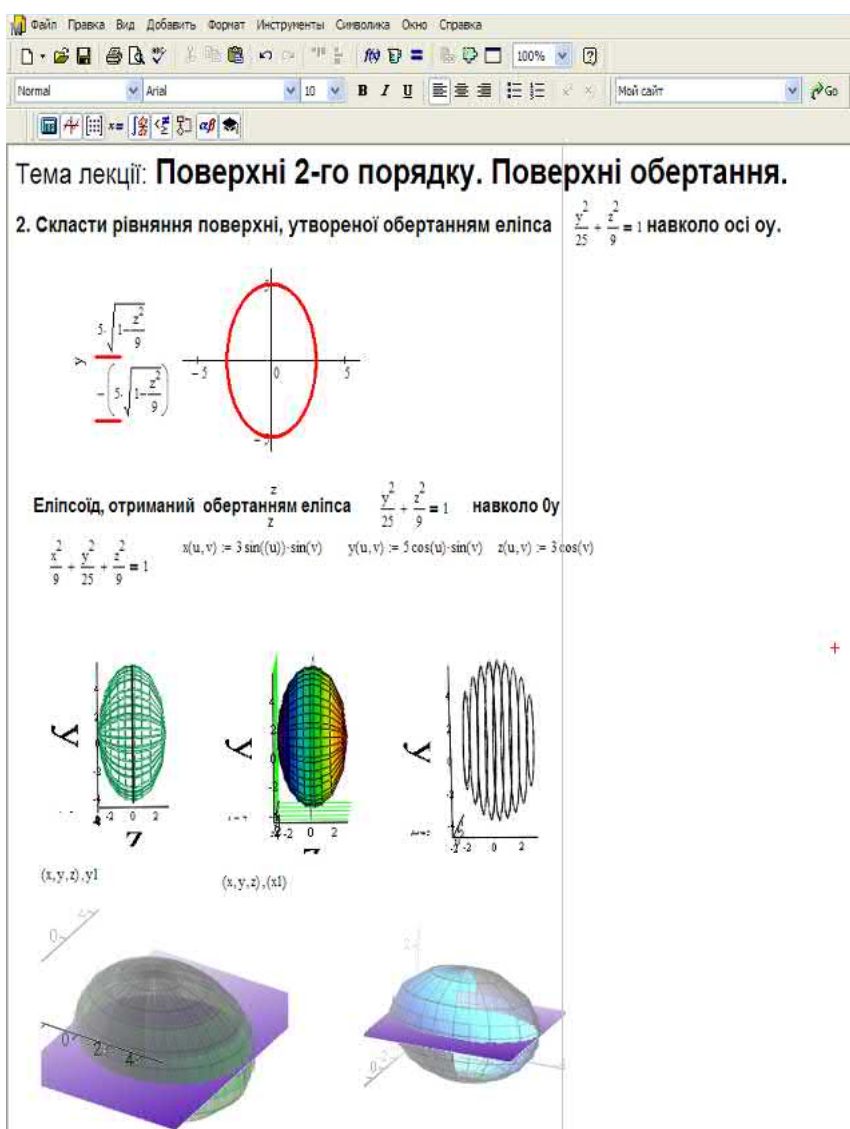 Файл Правка Вид Добавить Формат Инструменты Символика Окно Справка
100%
Normal Arial 10 B I U Мой сайт Go
Тема лекції: Поверхні 2-го порядку. Поверхні обертання.
2. Скласти рівняння поверхні, утвореної обертанням еліпса y²/25 + z²/9 = 1 навколо осі оу.
5·√(1−z²/9)
y
−(5·√(1−z²/9))
−5 0 5
z
Еліпсоїд, отриманий обертанням еліпса y²/25 + z²/9 = 1 навколо 0у
z
x²/9 + y²/25 + z²/9 = 1 x(u,v) := 3 sin((u))·sin(v) y(u,v) := 5 cos(u)·sin(v) z(u,v) := 3 cos(v)
y y y
-2 0 2 -2 0 2 -2 0 2
z
(x,y,z),y1 (x,y,z),(x1)
0 2 4